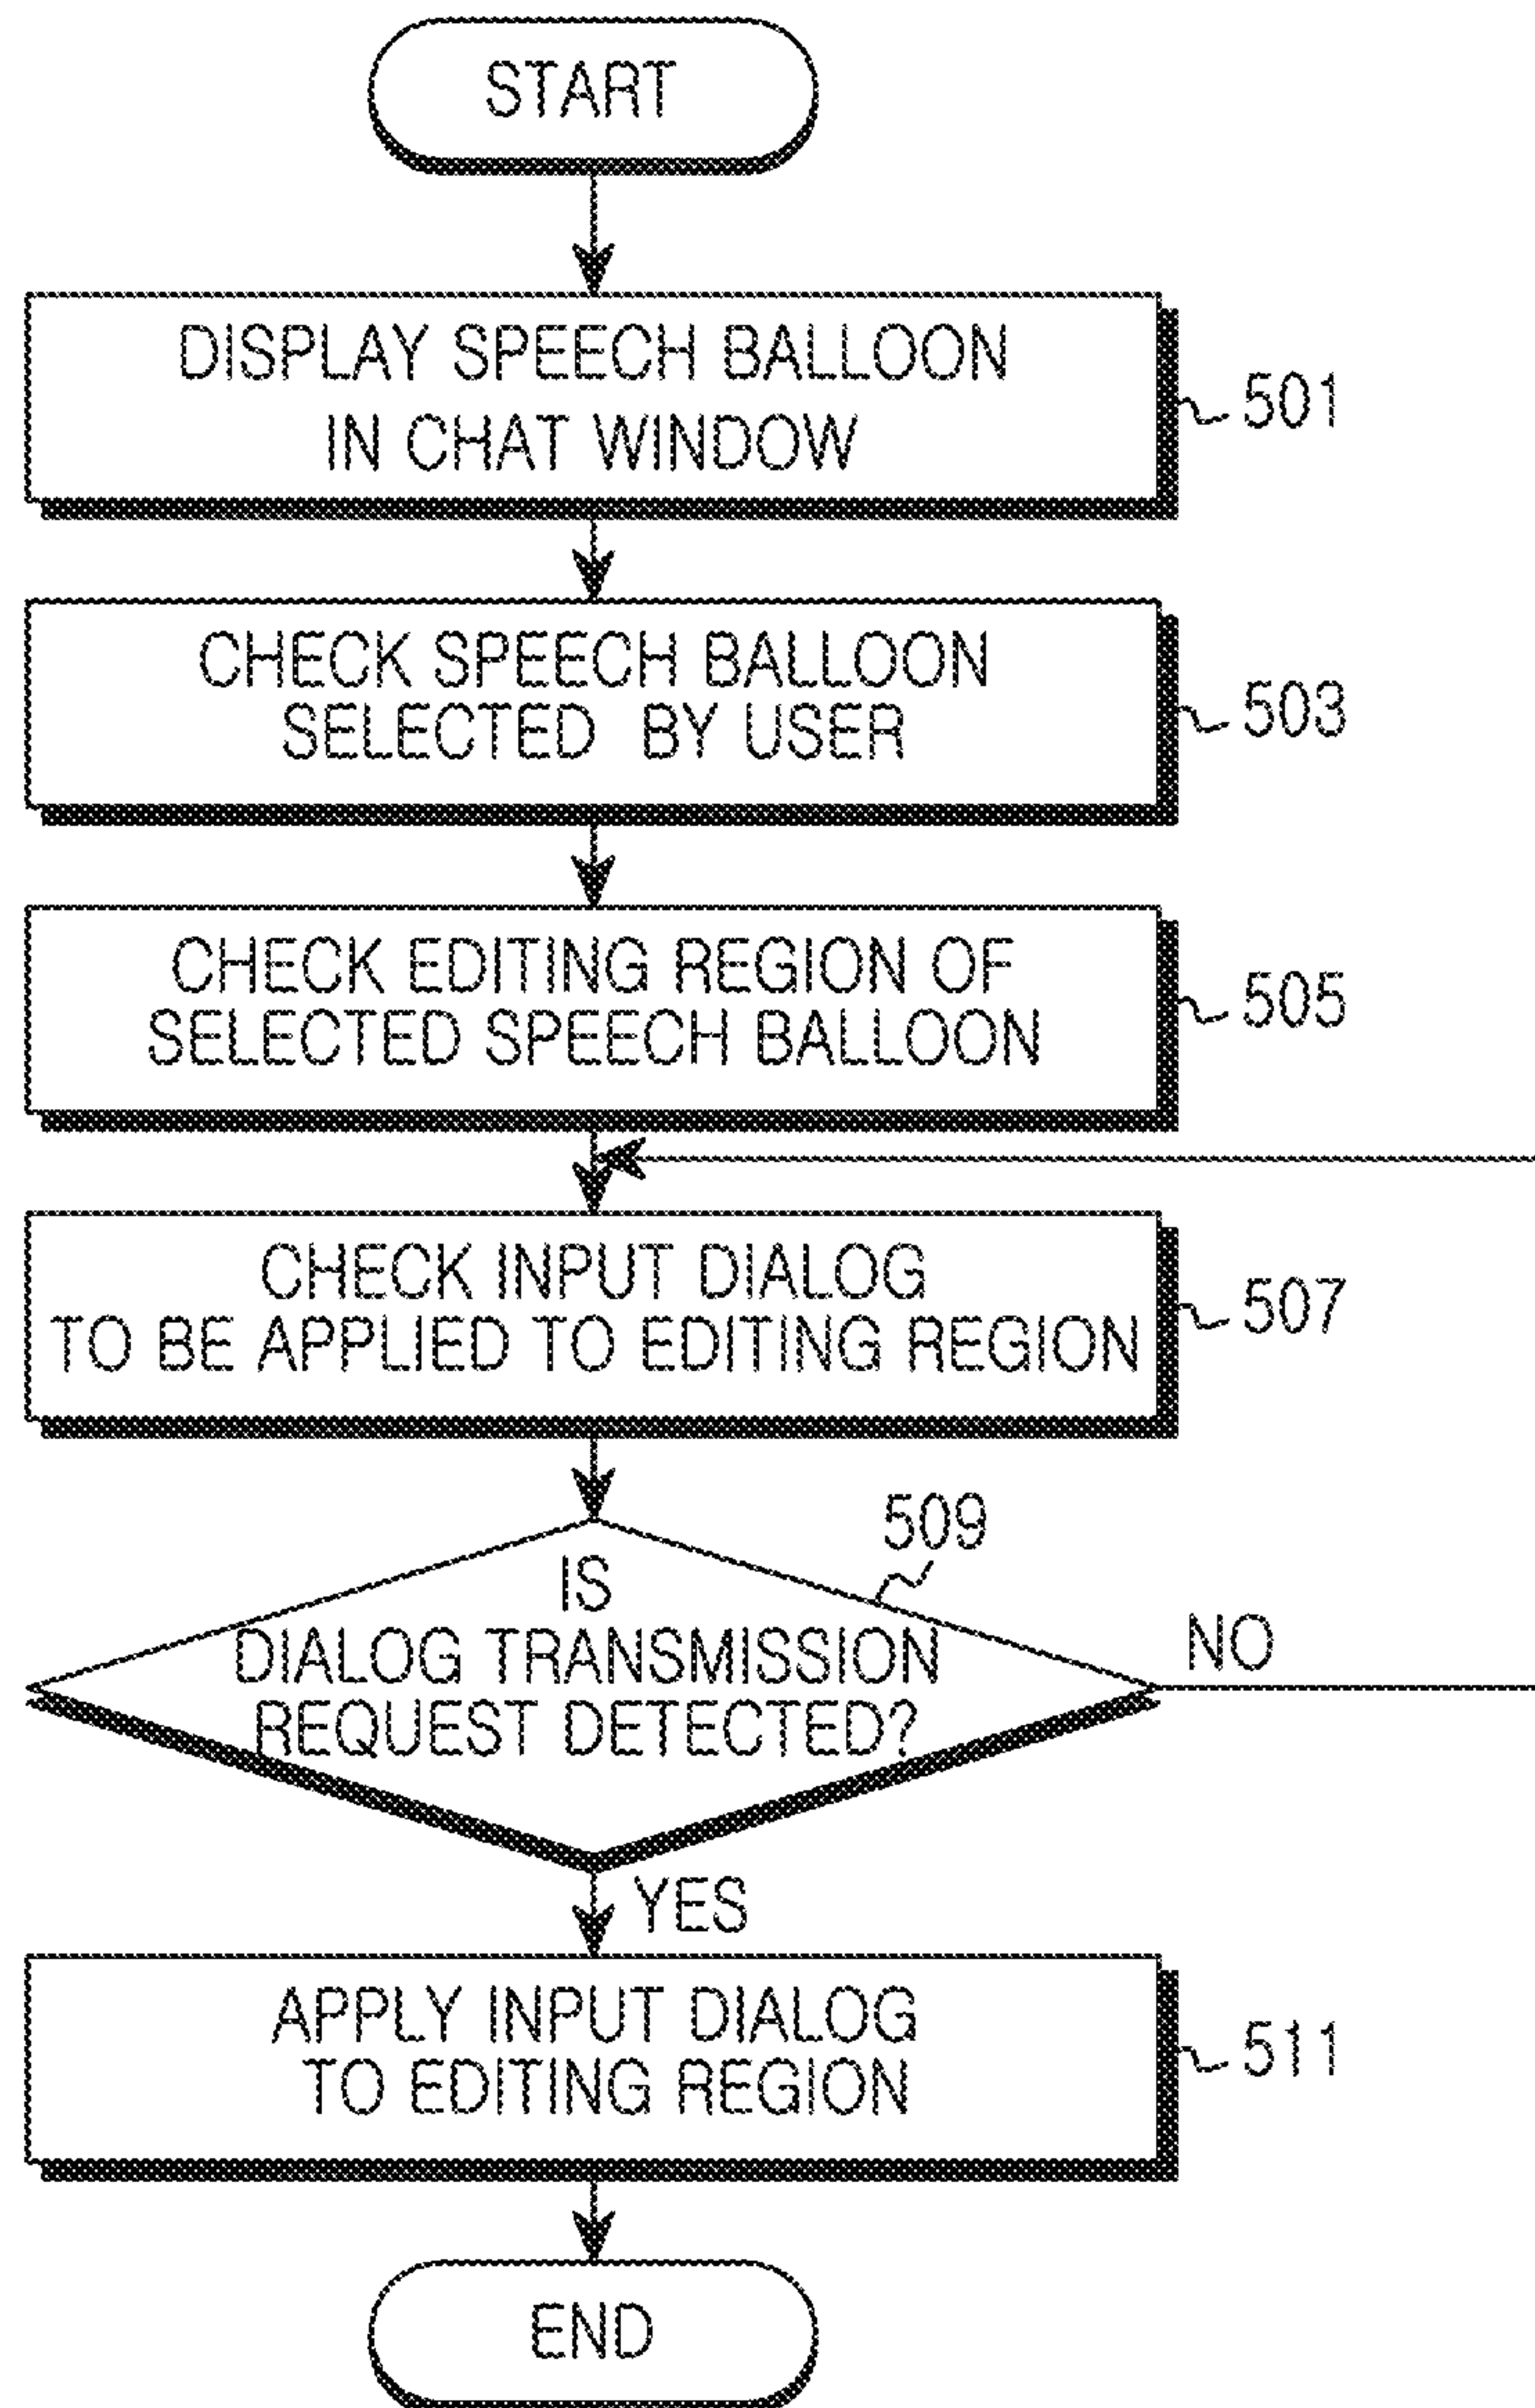 START
DISPLAY SPEECH BALLOON
IN CHAT WINDOW
501
CHECK SPEECH BALLOON
SELECTED BY USER
503
CHECK EDITING REGION OF
SELECTED SPEECH BALLOON
505
CHECK INPUT DIALOG
TO BE APPLIED TO EDITING REGION
507
509
IS
DIALOG TRANSMISSION
REQUEST DETECTED?
NO
YES
APPLY INPUT DIALOG
TO EDITING REGION
511
END